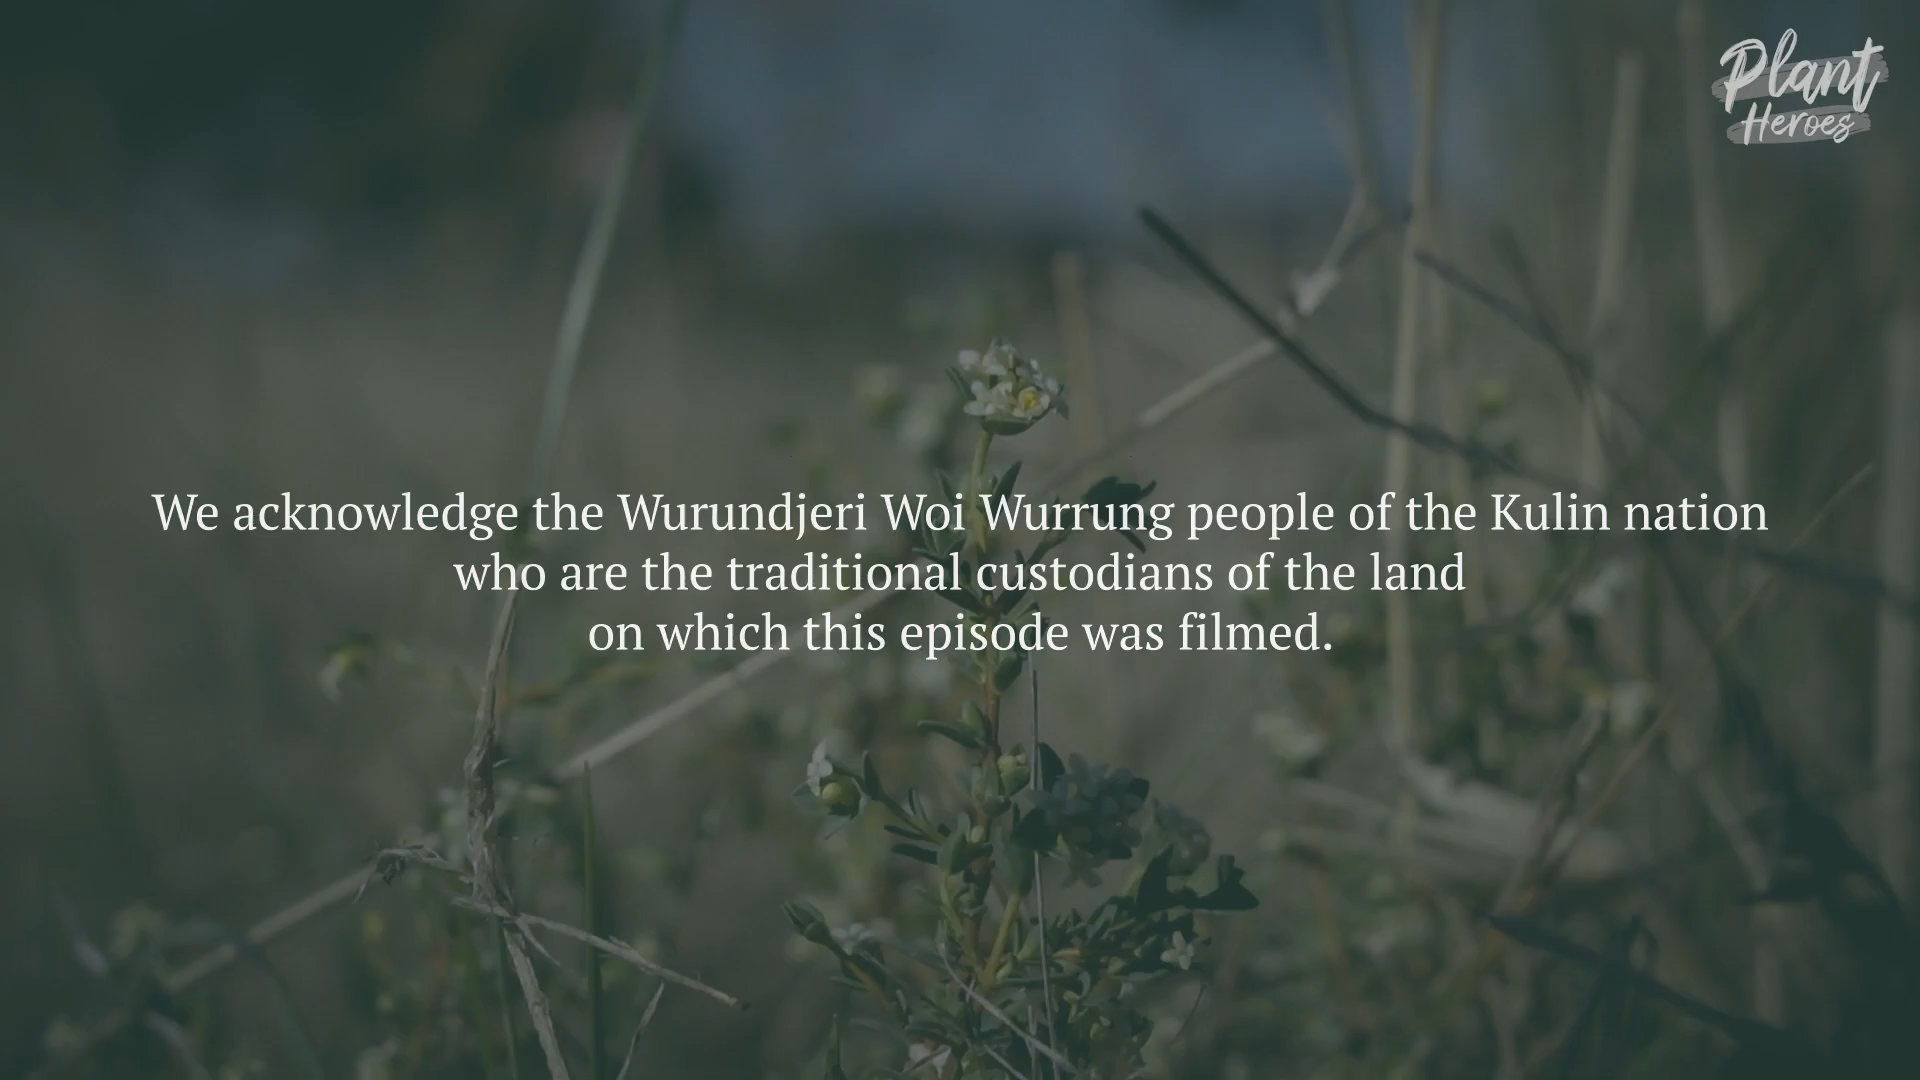 Plant
Heroes
We acknowledge the Wurundjeri Woi Wurrung people of the Kulin nation
who are the traditional custodians of the land
on which this episode was filmed.